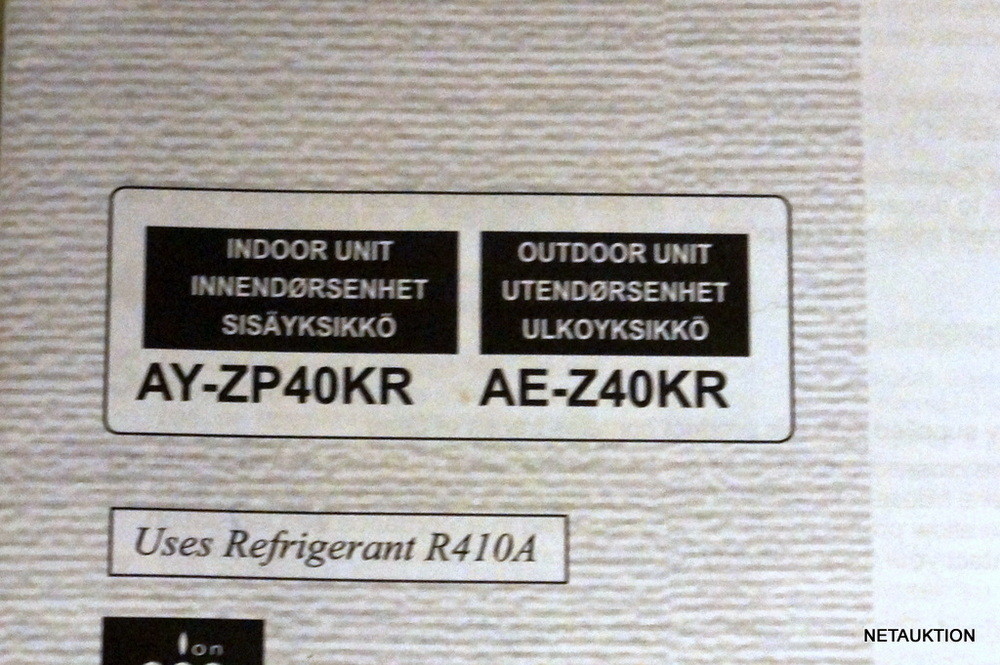 INDOOR UNIT
INNENDØRSENHET
SISÄYKSIKKÖ
AY-ZP40KR
OUTDOOR UNIT
UTENDØRSENHET
ULKOYKSIKKÖ
AE-Z40KR
Uses Refrigerant R410A
Ion
NETAUKTION